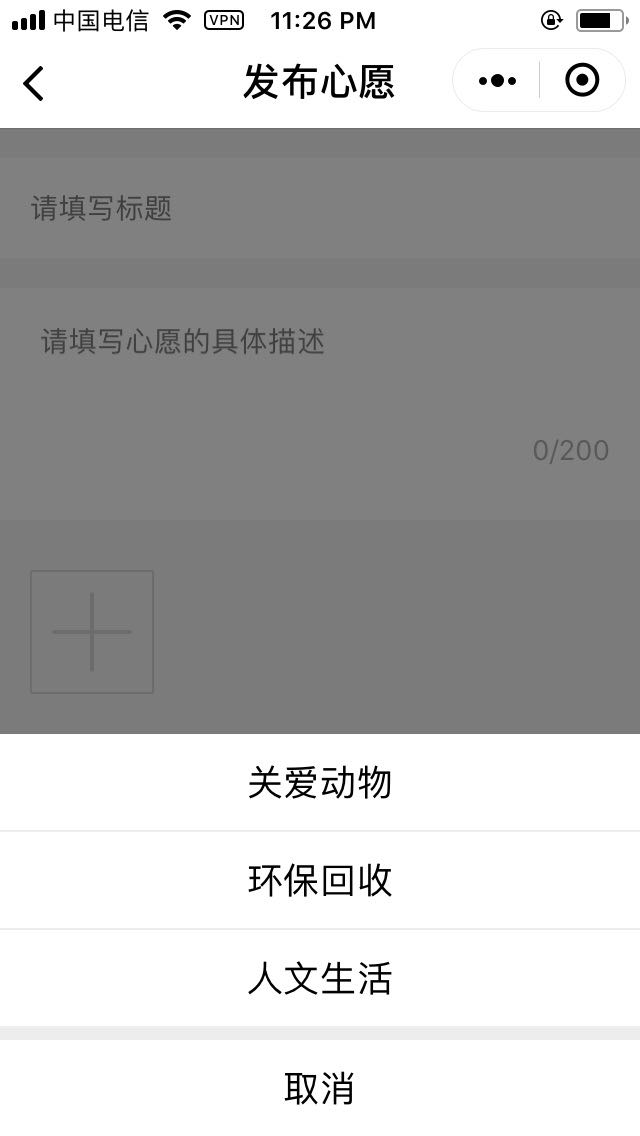 中国电信 VPN 11:26 PM
发布心愿
请填写标题
请填写心愿的具体描述
0/200
关爱动物
环保回收
人文生活
取消